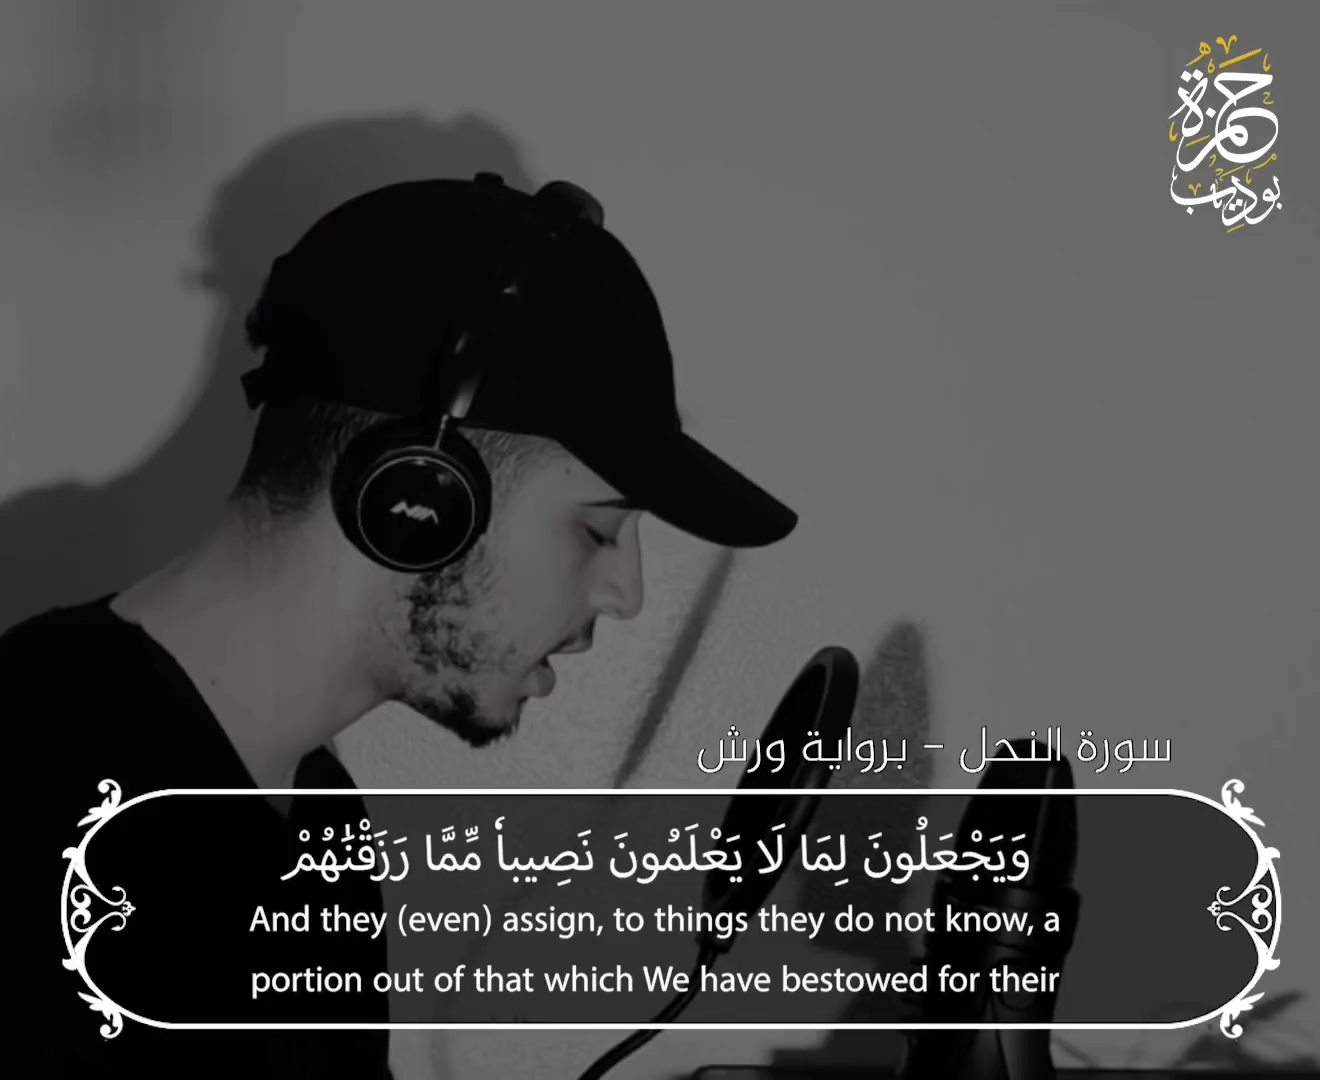 حمزة
بوديب
سورة النحل - برواية ورش
وَيَجْعَلُونَ لِمَا لَا يَعْلَمُونَ نَصِيباٗ مِّمَّا رَزَقْنَٰهُمْ
And they (even) assign, to things they do not know, a
portion out of that which We have bestowed for their